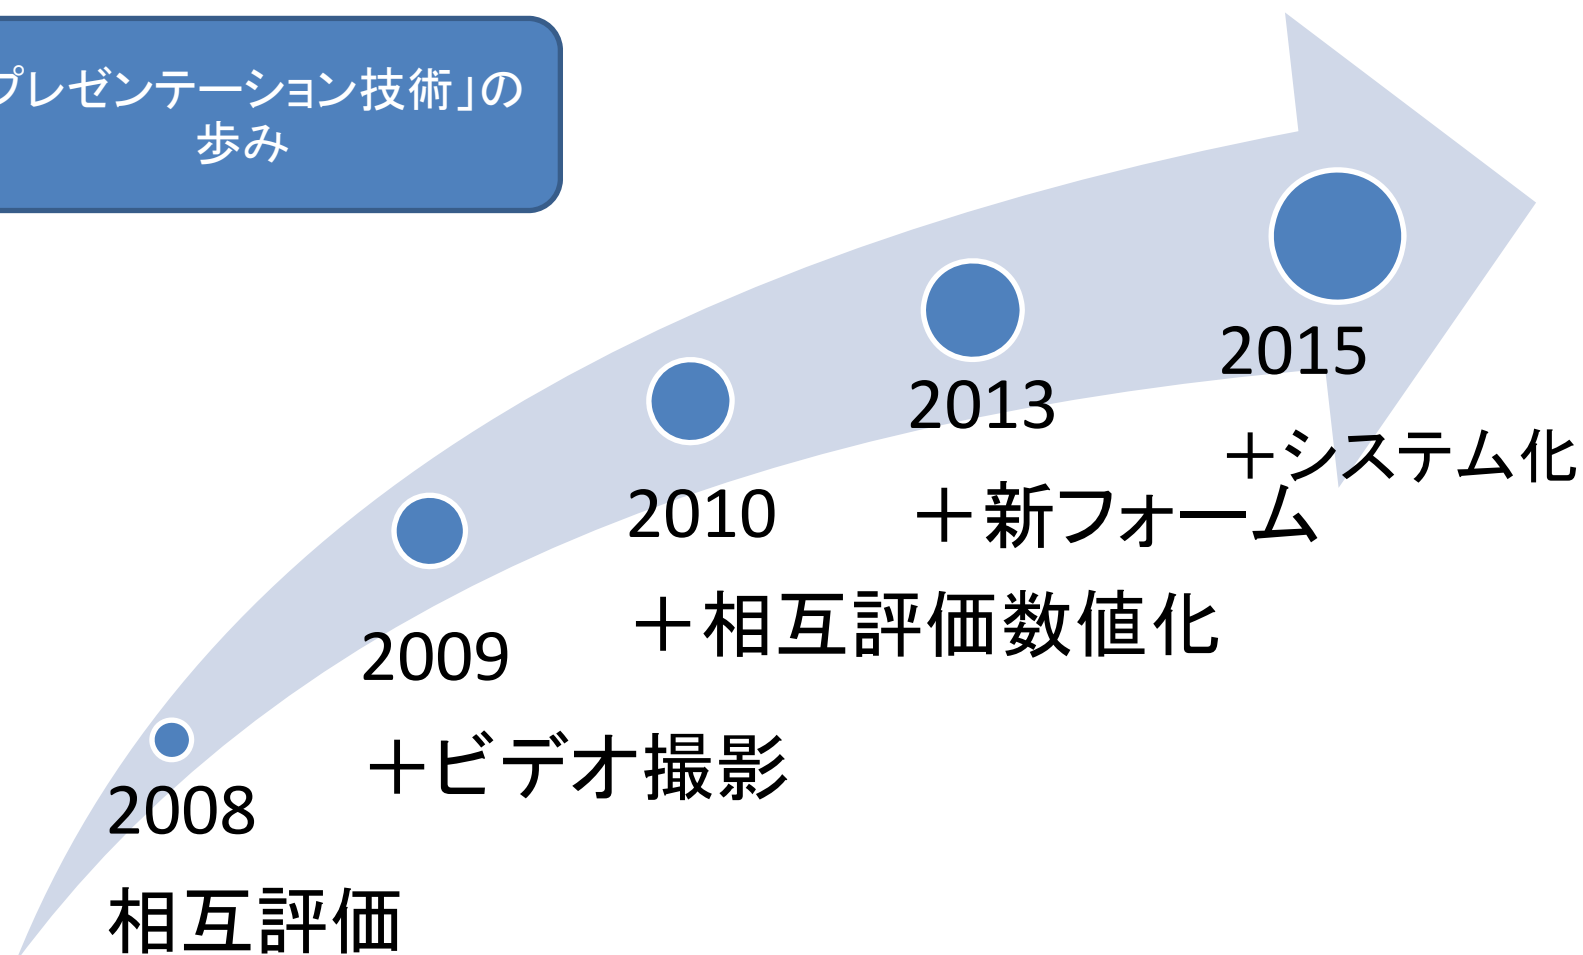 プレゼンテーション技術」の
歩み
2008
相互評価
2009
＋ビデオ撮影
2010
＋相互評価数値化
2013
＋新フォーム
2015
＋システム化